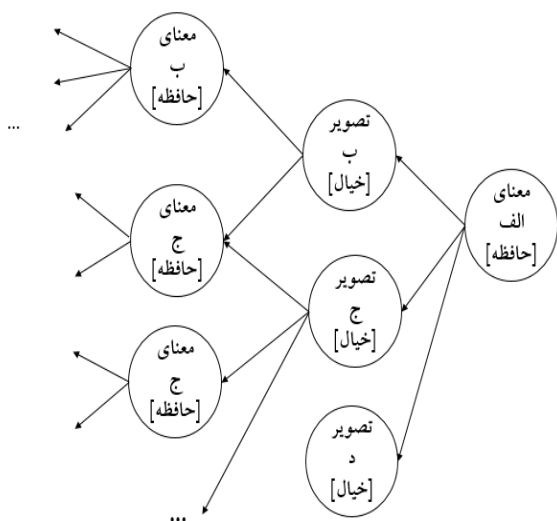 معنای
الف
[حافظه]
تصویر
ب
[خیال]
تصویر
ج
[خیال]
تصویر
د
[خیال]
معنای
ب
[حافظه]
معنای
ج
[حافظه]
معنای
ج
[حافظه]
...
...